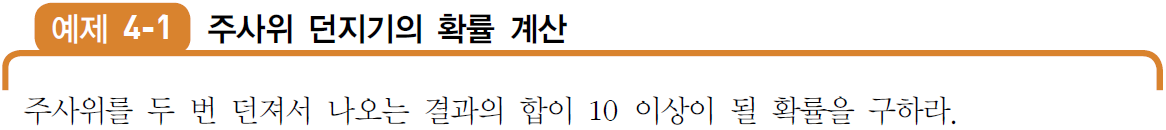 예제 4-1 주사위 던지기의 확률 계산
주사위를 두 번 던져서 나오는 결과의 합이 10 이상이 될 확률을 구하라.